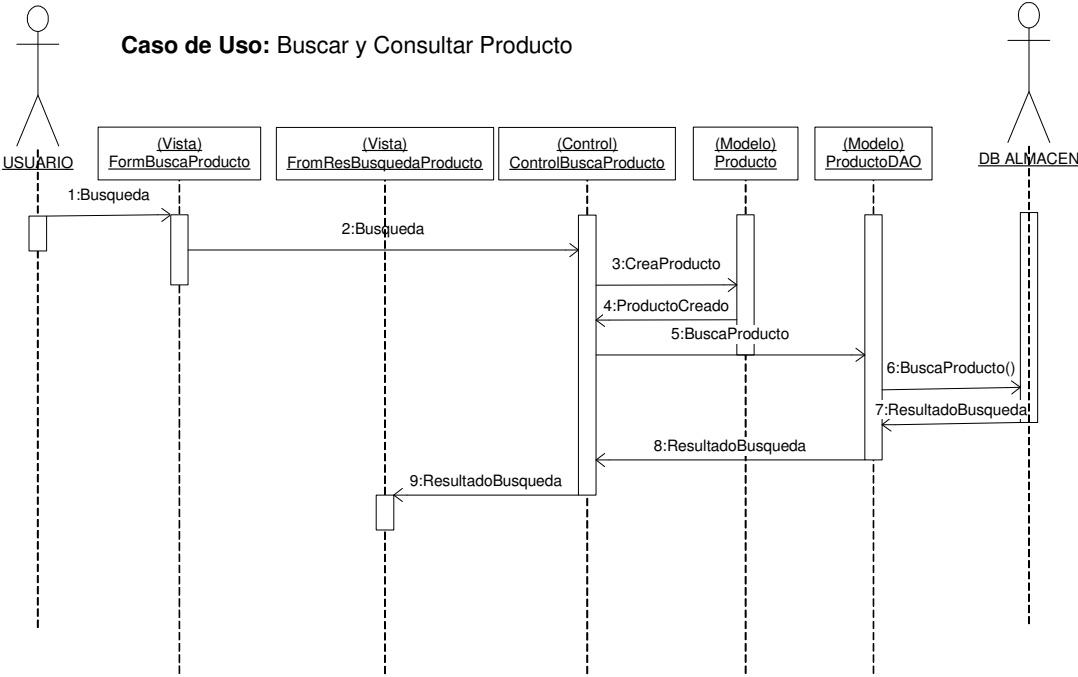 Caso de Uso: Buscar y Consultar Producto
USUARIO
(Vista)
FormBuscaProducto
(Vista)
FromResBusquedaProducto
(Control)
ControlBuscaProducto
(Modelo)
Producto
(Modelo)
ProductoDAO
DB ALMACEN
1:Busqueda
2:Busqueda
3:CreaProducto
4:ProductoCreado
5:BuscaProducto
6:BuscaProducto()
7:ResultadoBusqueda
8:ResultadoBusqueda
9:ResultadoBusqueda